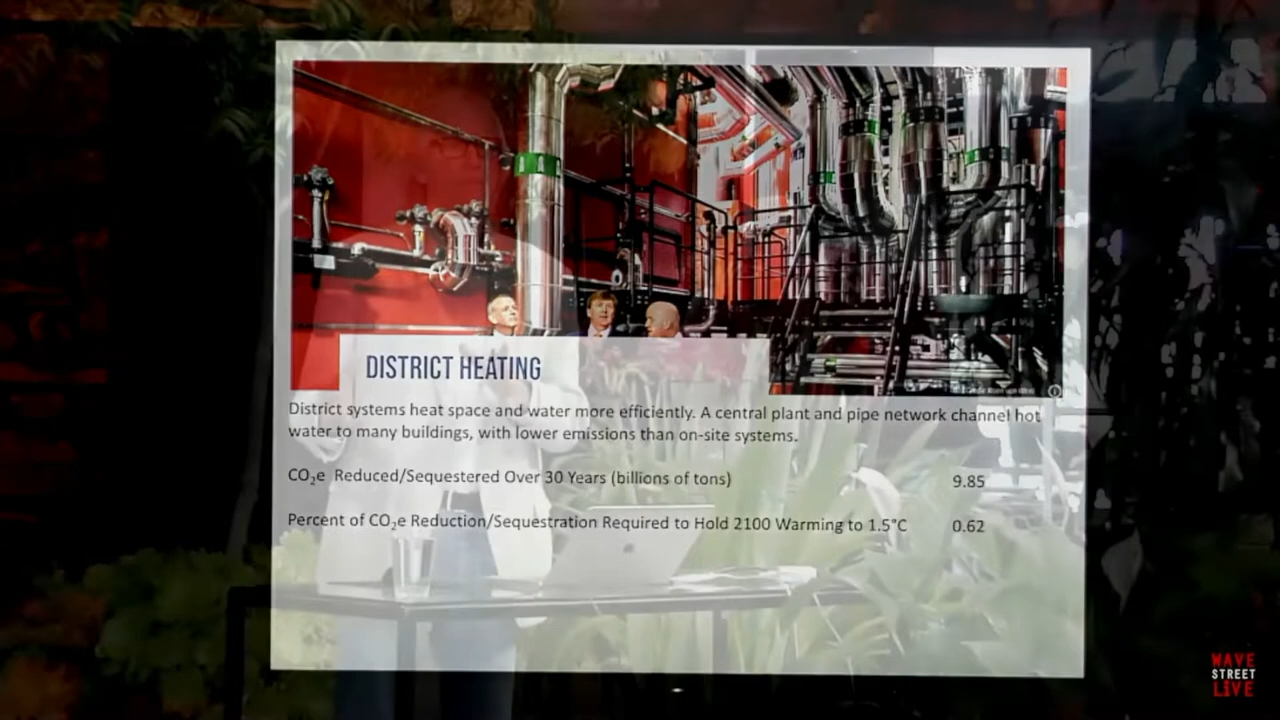 DISTRICT HEATING
District systems heat space and water more efficiently. A central plant and pipe network channel hot
water to many buildings, with lower emissions than on-site systems.
CO₂e Reduced/Sequestered Over 30 Years (billions of tons) 9.85
Percent of CO₂e Reduction/Sequestration Required to Hold 2100 Warming to 1.5°C 0.62
WAVE
STREET
LIVE